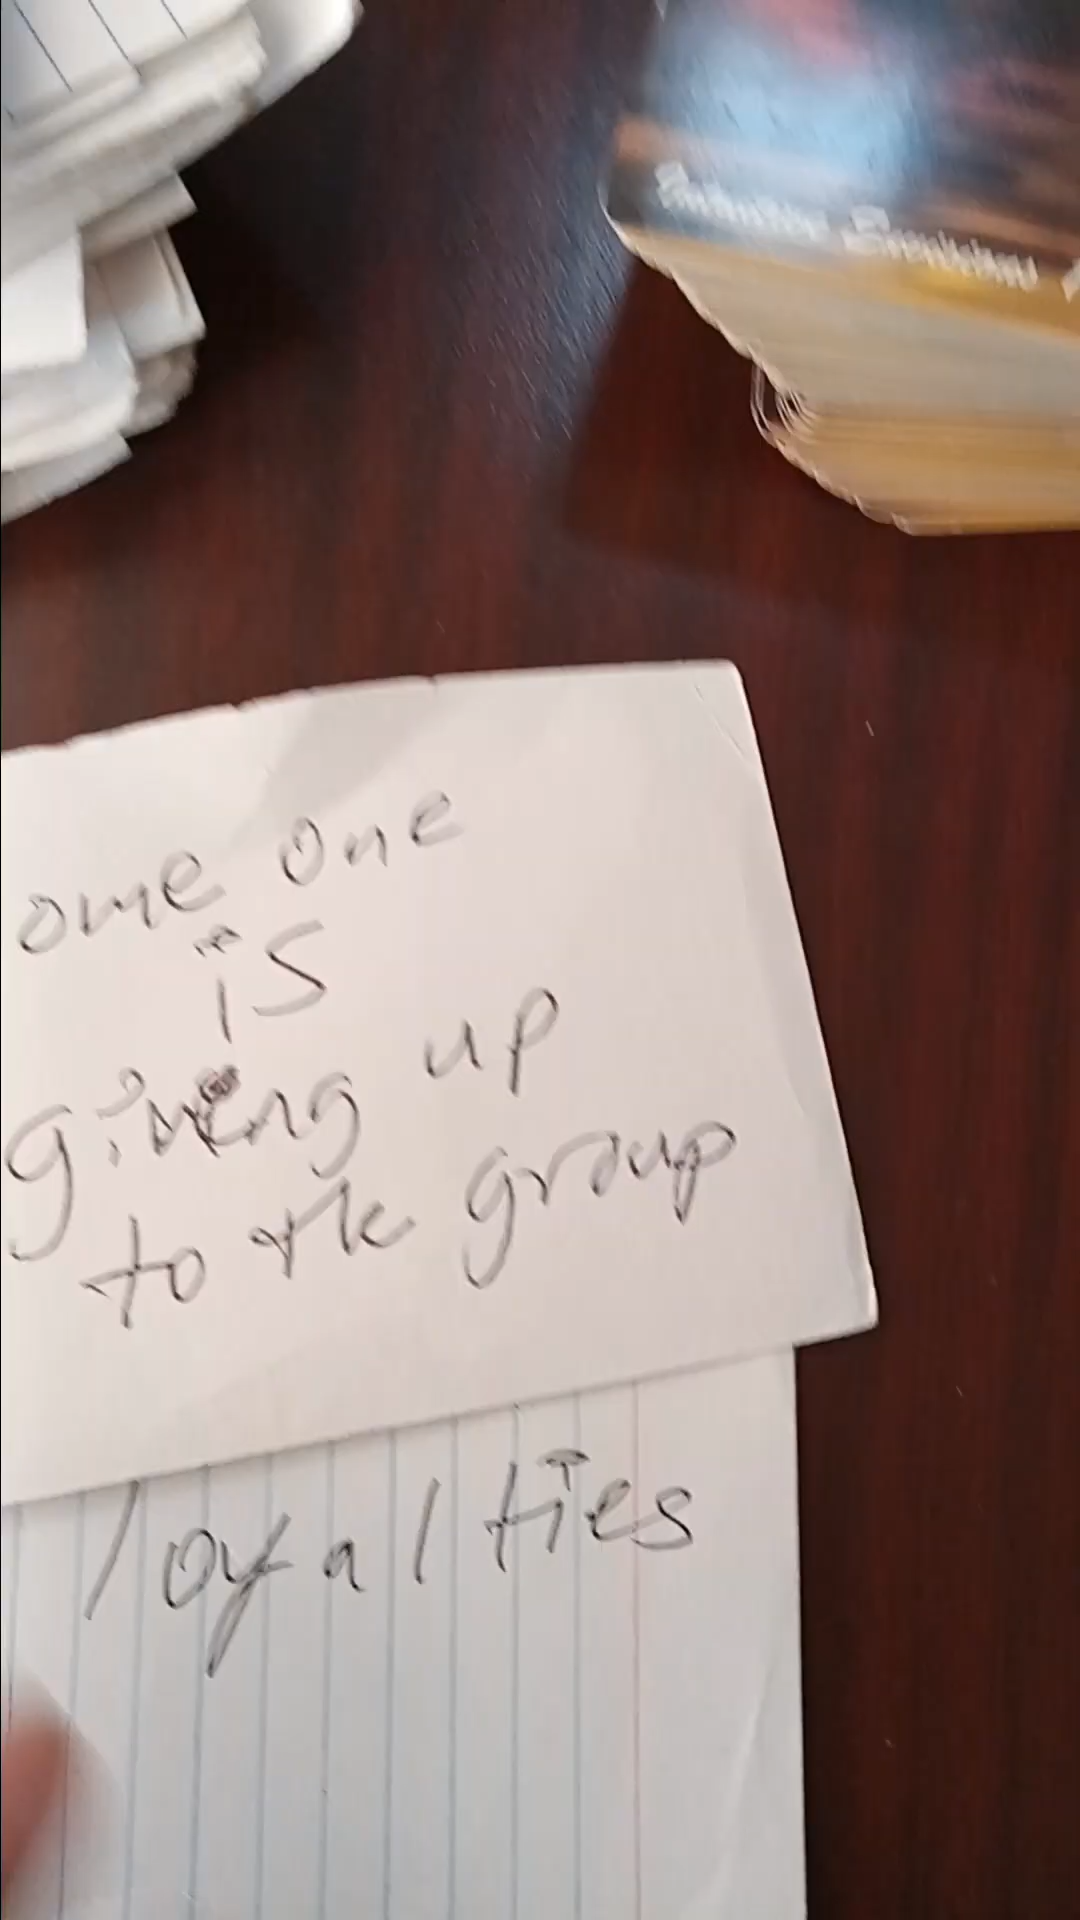 ome one
is
giving up
to the group
loyalties